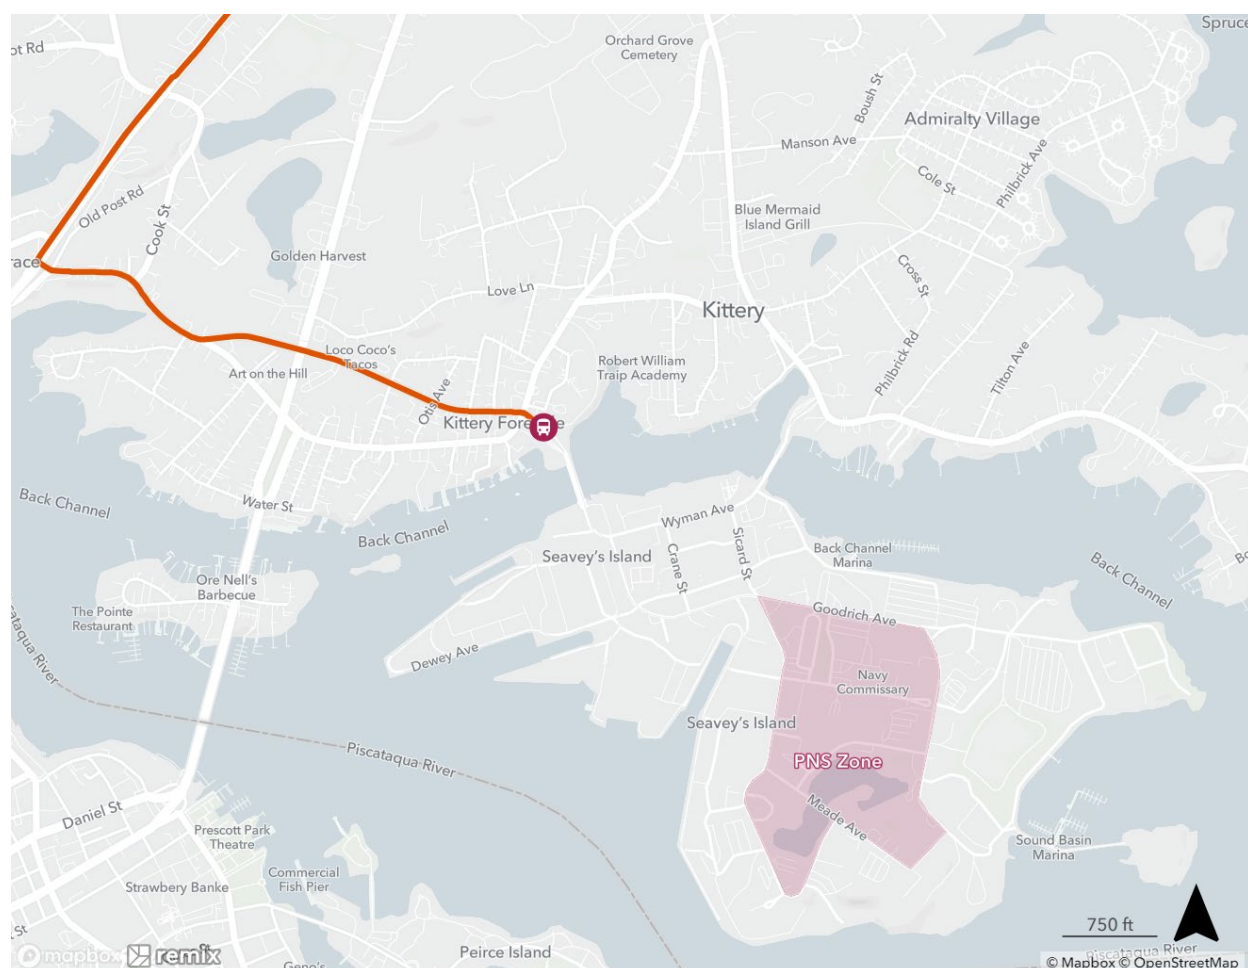 ot Rd
Orchard Grove
Cemetery
Spruce
Boush St
Admiralty Village
Manson Ave
Philbrick Ave
Cole St
Old Post Rd
Cook St
Blue Mermaid
Island Grill
Golden Harvest
race
Cross St
Love Ln
Kittery
Loco Coco's
Tacos
Robert William
Traip Academy
Philbrick Rd
Tilton Ave
Art on the Hill
Otis Ave
Kittery Fore
Back Channel
Water St
Back Channel
Wyman Ave
Sicard St
Crane St
Seavey's Island
Back Channel
Marina
Back Channel
Ore Nell's
Barbecue
The Pointe
Restaurant
Goodrich Ave
Piscataqua River
Dewey Ave
Navy
Commissary
Seavey's Island
Piscataqua River
PNS Zone
Meade Ave
Daniel St
Prescott Park
Theatre
Sound Basin
Marina
Commercial
Fish Pier
Strawbery Banke
750 ft
St
mapbox remix
Peirce Island
Piscataqua River
Geno's
© Mapbox © OpenStreetMap